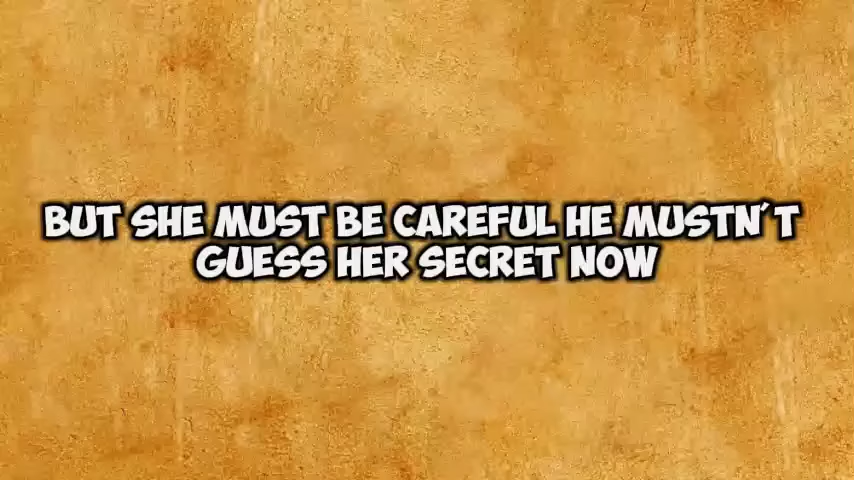 BUT SHE MUST BE CAREFUL HE MUSTN´T
GUESS HER SECRET NOW